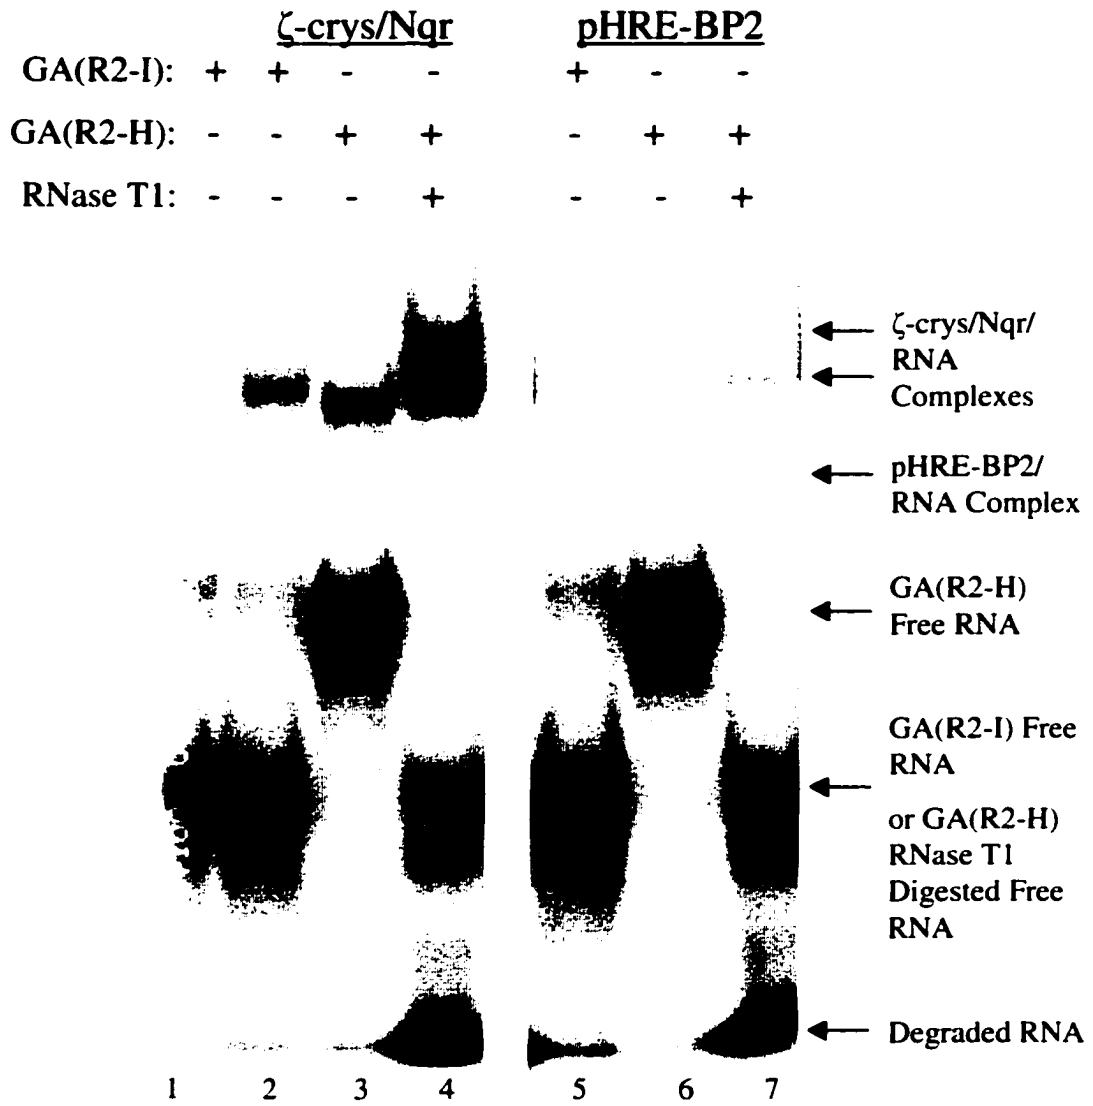 ζ-crys/Nqr pHRE-BP2
GA(R2-I): + + - - + - -
GA(R2-H): - - + + - + +
RNase T1: - - - + - - +
ζ-crys/Nqr/
RNA
Complexes
pHRE-BP2/
RNA Complex
GA(R2-H)
Free RNA
GA(R2-I) Free
RNA
or GA(R2-H)
RNase T1
Digested Free
RNA
Degraded RNA
1 2 3 4 5 6 7